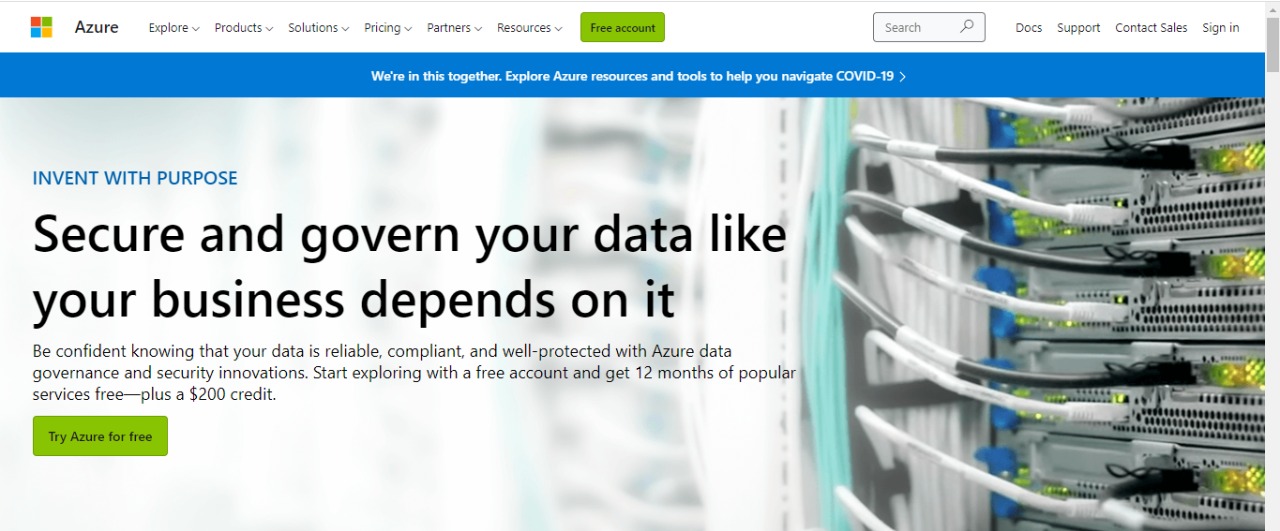 Azure Explore Products Solutions Pricing Partners Resources Free account Search Docs Support Contact Sales Sign in
We're in this together. Explore Azure resources and tools to help you navigate COVID-19
INVENT WITH PURPOSE
Secure and govern your data like
your business depends on it
Be confident knowing that your data is reliable, compliant, and well-protected with Azure data
governance and security innovations. Start exploring with a free account and get 12 months of popular
services free—plus a $200 credit.
Try Azure for free